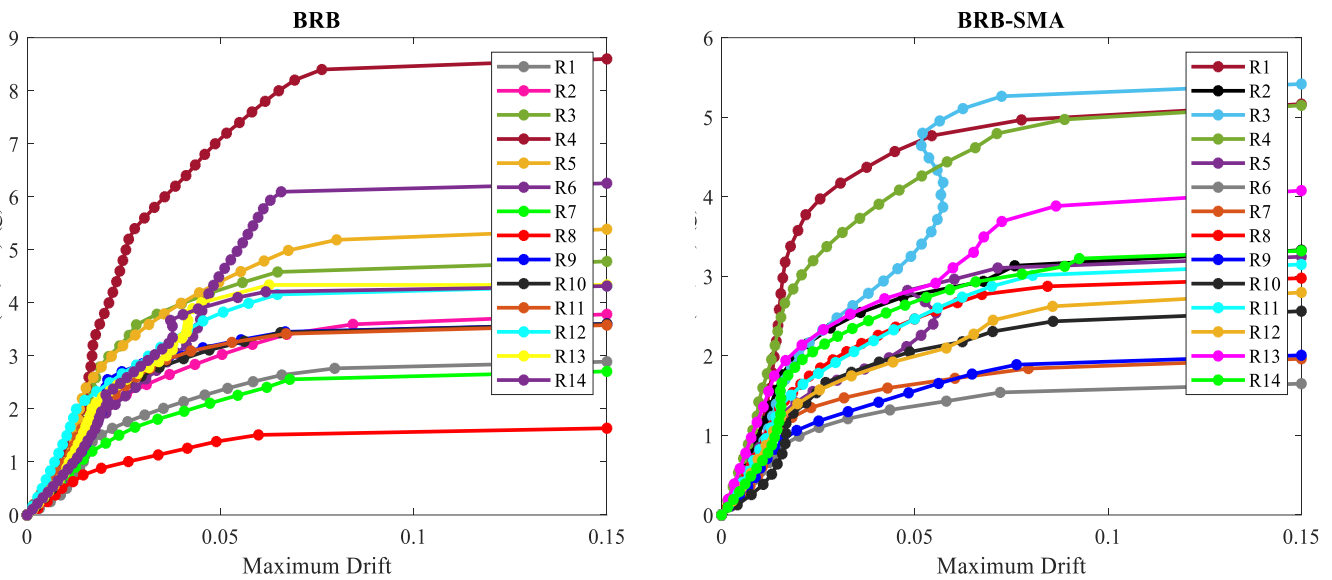 BRB
9
8
7
6
5
4
3
2
1
0
0
0.05
0.1
0.15
Maximum Drift
R1
R2
R3
R4
R5
R6
R7
R8
R9
R10
R11
R12
R13
R14
BRB-SMA
6
5
4
3
2
1
0
0
0.05
0.1
0.15
Maximum Drift
R1
R2
R3
R4
R5
R6
R7
R8
R9
R10
R11
R12
R13
R14